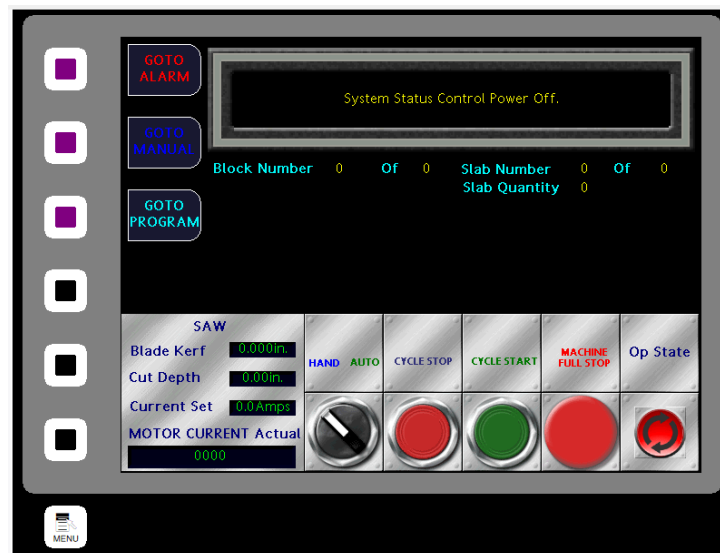 GOTO
ALARM
System Status Control Power Off.
GOTO
MANUAL
Block Number 0 Of 0 Slab Number 0 Of 0
Slab Quantity 0
GOTO
PROGRAM
SAW
Blade Kerf 0.000in.
Cut Depth 0.00in.
Current Set 0.0Amps
MOTOR CURRENT Actual
0000
HAND AUTO
CYCLE STOP
CYCLE START
MACHINE
FULL STOP
Op State
MENU